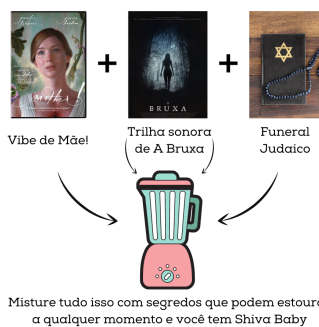 mother!
A
BRUXA
Vibe de Mãe!
Trilha sonora
de A Bruxa
Funeral
Judaico
Misture tudo isso com segredos que podem estoura
a qualquer momento e você tem Shiva Baby